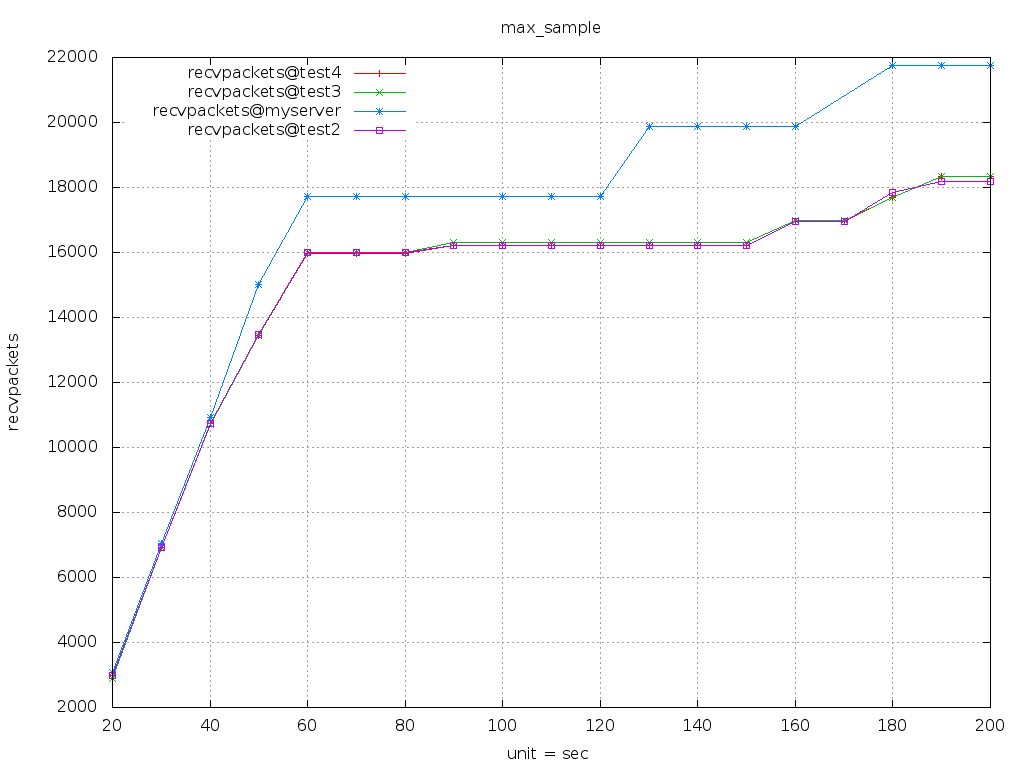 max_sample
22000
recvpackets@test4
recvpackets@test3
recvpackets@myserver
recvpackets@test2
20000
18000
16000
14000
12000
10000
8000
6000
4000
2000
recvpackets
20 40 60 80 100 120 140 160 180 200
unit = sec